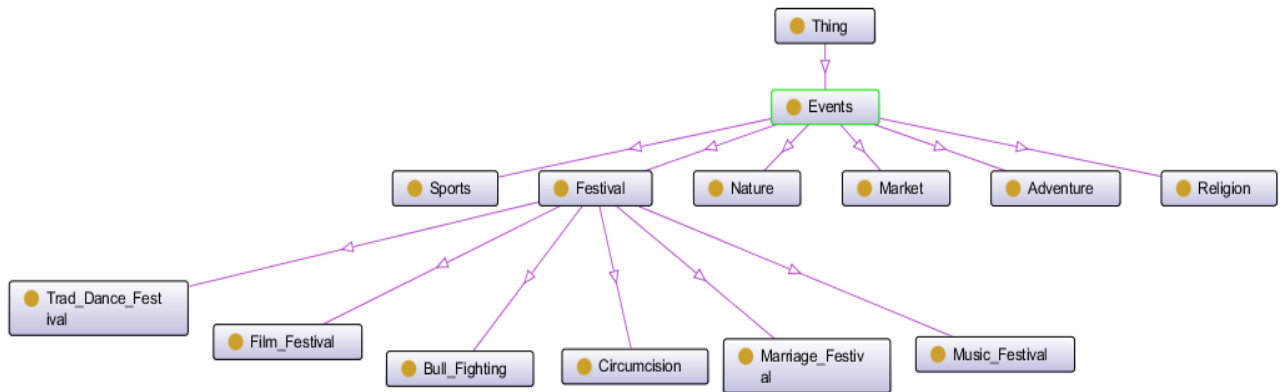 Thing
Events
Sports
Festival
Nature
Market
Adventure
Religion
Trad_Dance_Fest
ival
Film_Festival
Bull_Fighting
Circumcision
Marriage_Festiv
al
Music_Festival